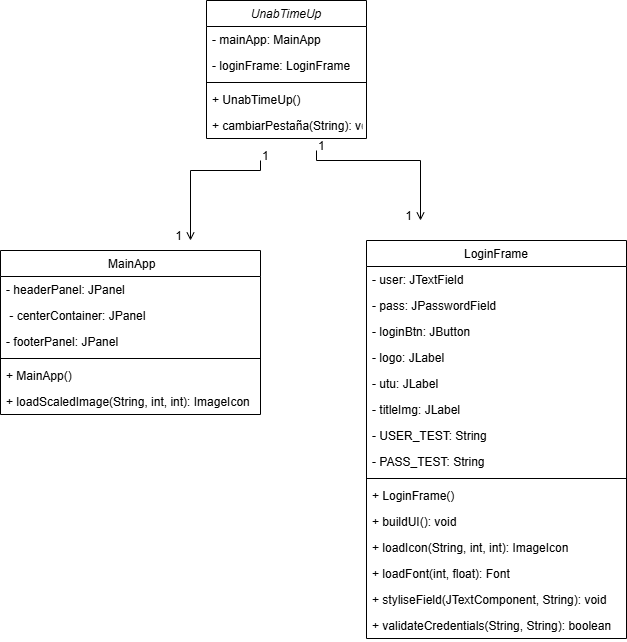 UnabTimeUp
- mainApp: MainApp
- loginFrame: LoginFrame
+ UnabTimeUp()
+ cambiarPestaña(String): v
1
1
1
1
MainApp
- headerPanel: JPanel
- centerContainer: JPanel
- footerPanel: JPanel
+ MainApp()
+ loadScaledImage(String, int, int): ImageIcon
LoginFrame
- user: JTextField
- pass: JPasswordField
- loginBtn: JButton
- logo: JLabel
- utu: JLabel
- titleImg: JLabel
- USER_TEST: String
- PASS_TEST: String
+ LoginFrame()
+ buildUI(): void
+ loadIcon(String, int, int): ImageIcon
+ loadFont(int, float): Font
+ styliseField(JTextComponent, String): void
+ validateCredentials(String, String): boolean